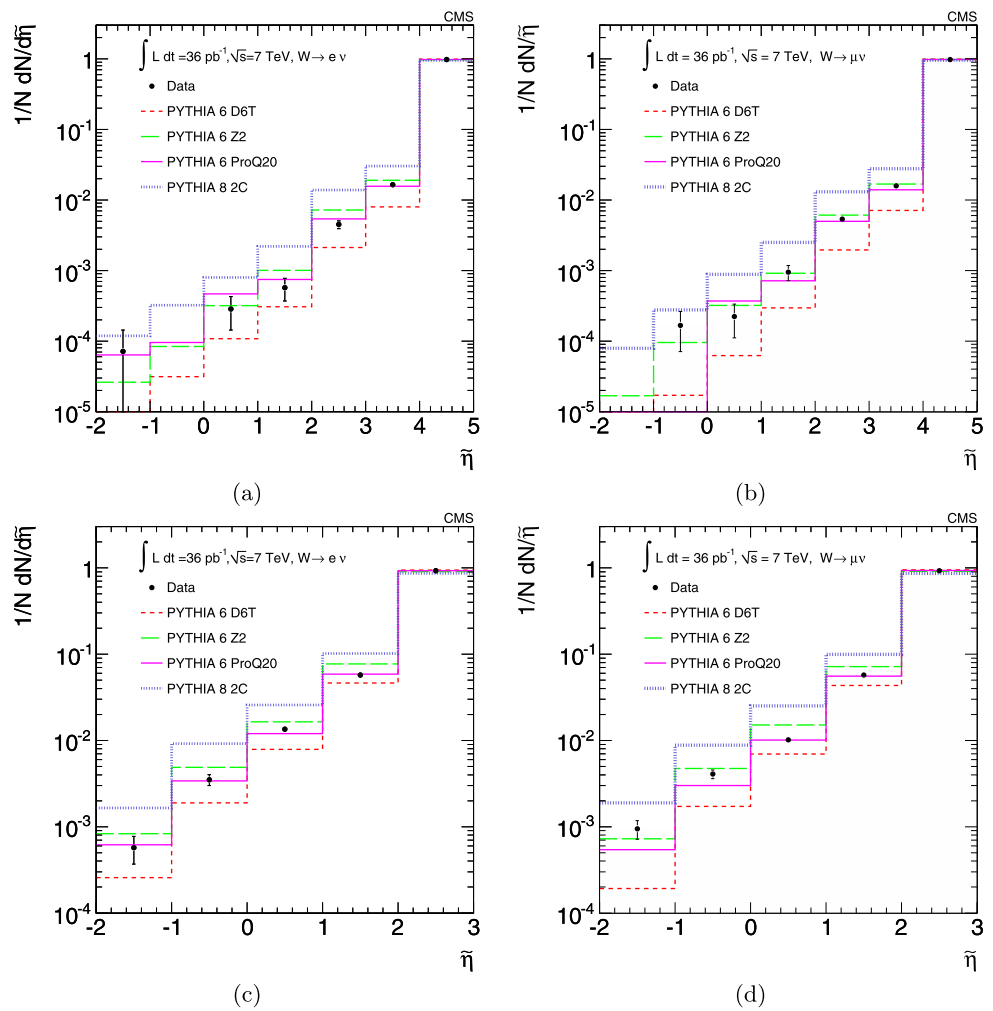 CMS
1/N dN/dη̃
∫ L dt =36 pb⁻¹,√s=7 TeV, W→ e ν
Data
PYTHIA 6 D6T
PYTHIA 6 Z2
PYTHIA 6 ProQ20
PYTHIA 8 2C
1
10⁻¹
10⁻²
10⁻³
10⁻⁴
10⁻⁵
-2 -1 0 1 2 3 4 5
η̃
(a)
CMS
1/N dN/η̃
∫ L dt = 36 pb⁻¹,√s = 7 TeV, W→ μν
Data
PYTHIA 6 D6T
PYTHIA 6 Z2
PYTHIA 6 ProQ20
PYTHIA 8 2C
1
10⁻¹
10⁻²
10⁻³
10⁻⁴
10⁻⁵
-2 -1 0 1 2 3 4 5
η̃
(b)
CMS
1/N dN/dη̃
∫ L dt =36 pb⁻¹,√s=7 TeV, W→ e ν
Data
PYTHIA 6 D6T
PYTHIA 6 Z2
PYTHIA 6 ProQ20
PYTHIA 8 2C
1
10⁻¹
10⁻²
10⁻³
10⁻⁴
-2 -1 0 1 2 3
η̃
(c)
CMS
1/N dN/η̃
∫ L dt = 36 pb⁻¹,√s = 7 TeV, W→ μν
Data
PYTHIA 6 D6T
PYTHIA 6 Z2
PYTHIA 6 ProQ20
PYTHIA 8 2C
1
10⁻¹
10⁻²
10⁻³
10⁻⁴
-2 -1 0 1 2 3
η̃
(d)